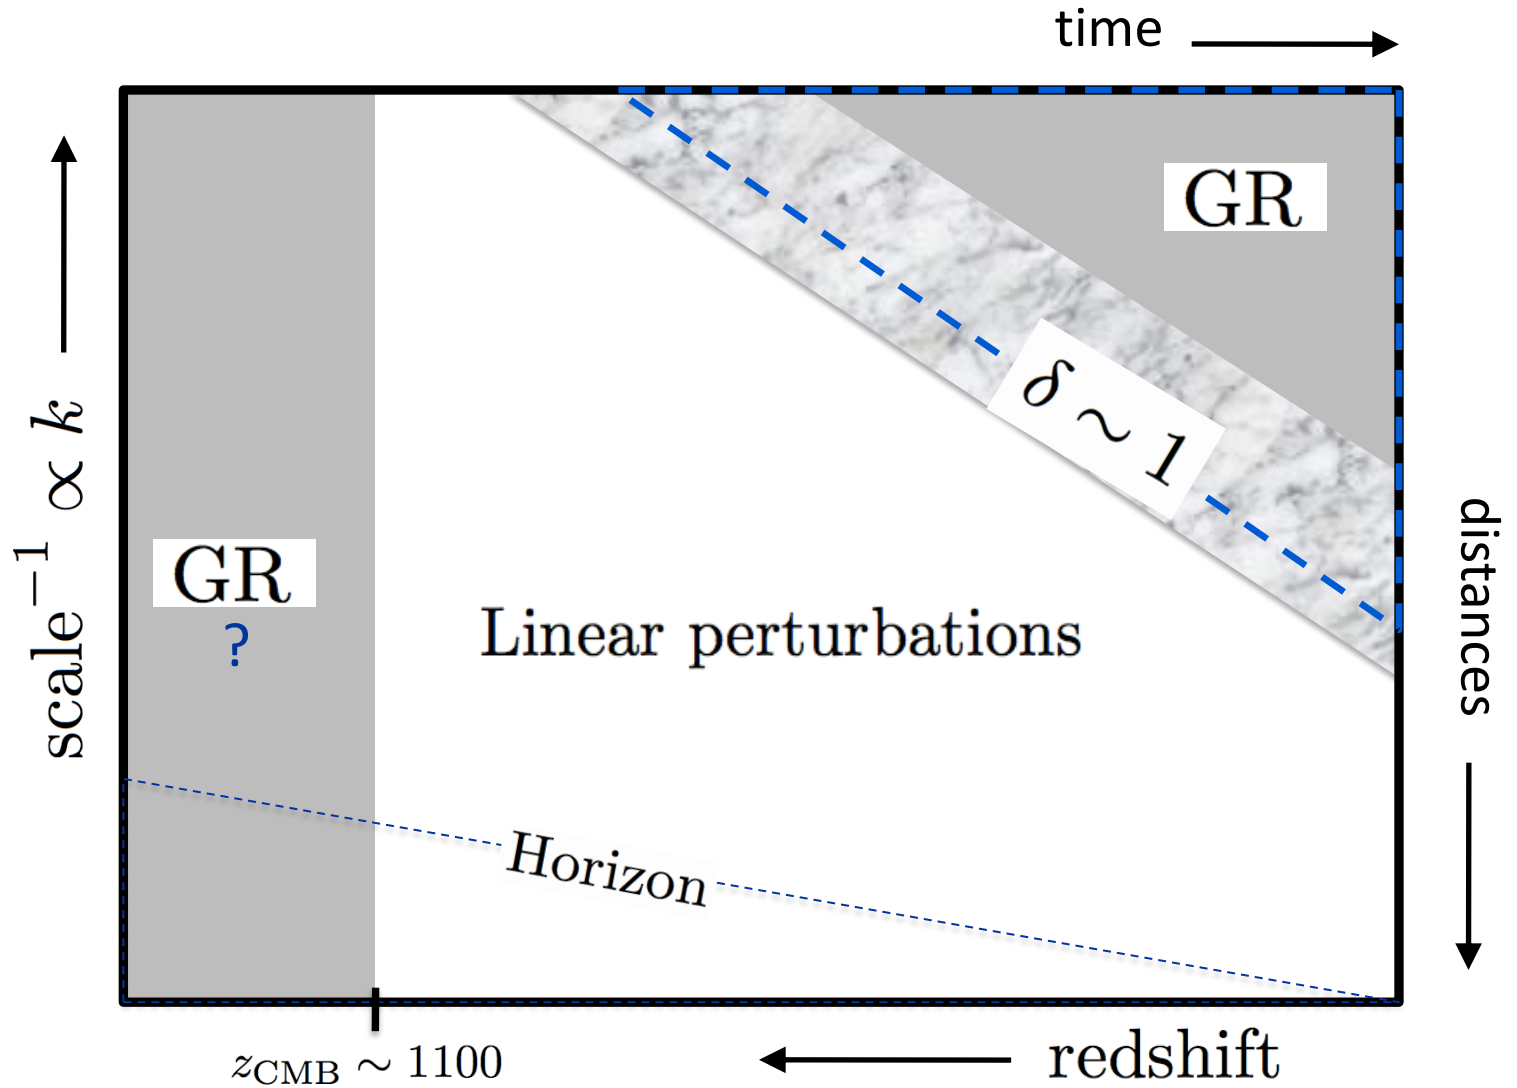 time
GR
δ ∼ 1
scale⁻¹ ∝ k
distances
GR
?
Linear perturbations
Horizon
z_CMB ∼ 1100
redshift